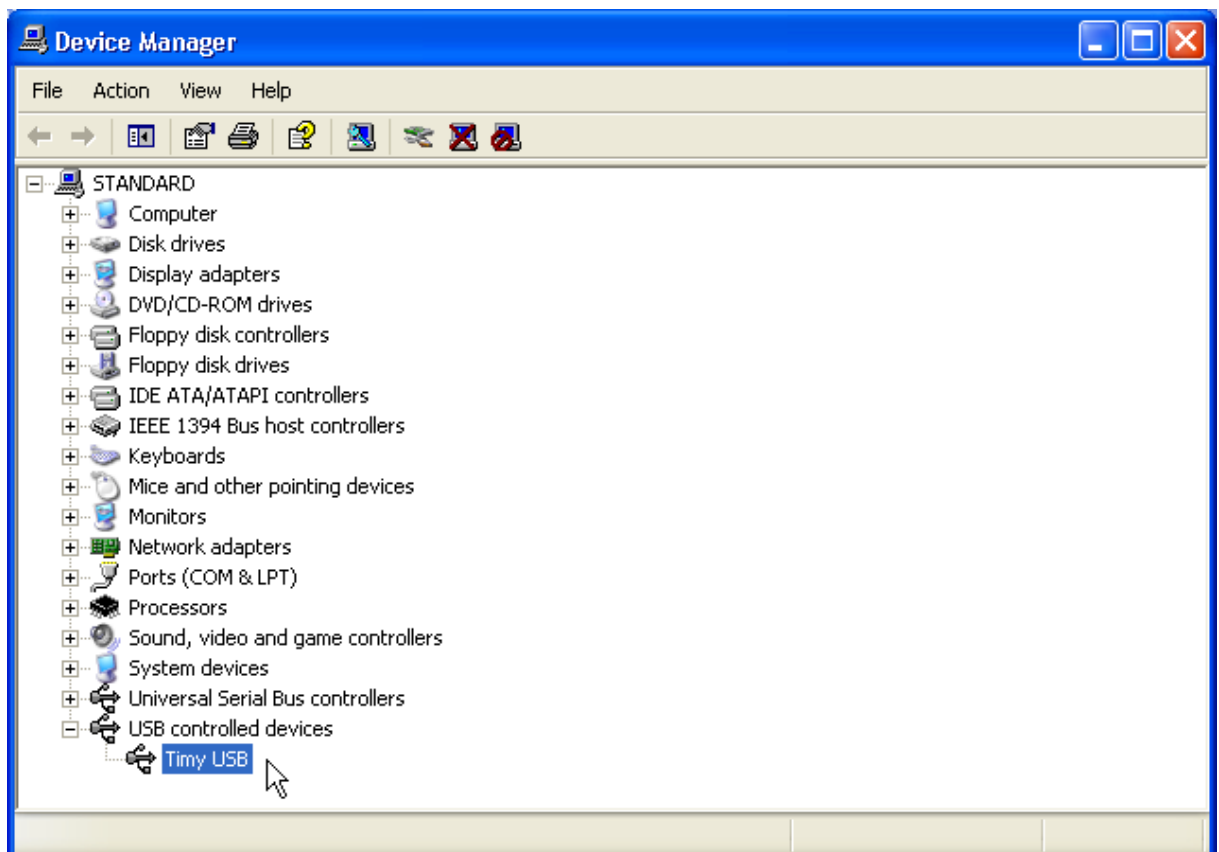 Device Manager
File Action View Help
STANDARD
Computer
Disk drives
Display adapters
DVD/CD-ROM drives
Floppy disk controllers
Floppy disk drives
IDE ATA/ATAPI controllers
IEEE 1394 Bus host controllers
Keyboards
Mice and other pointing devices
Monitors
Network adapters
Ports (COM & LPT)
Processors
Sound, video and game controllers
System devices
Universal Serial Bus controllers
USB controlled devices
Timy USB